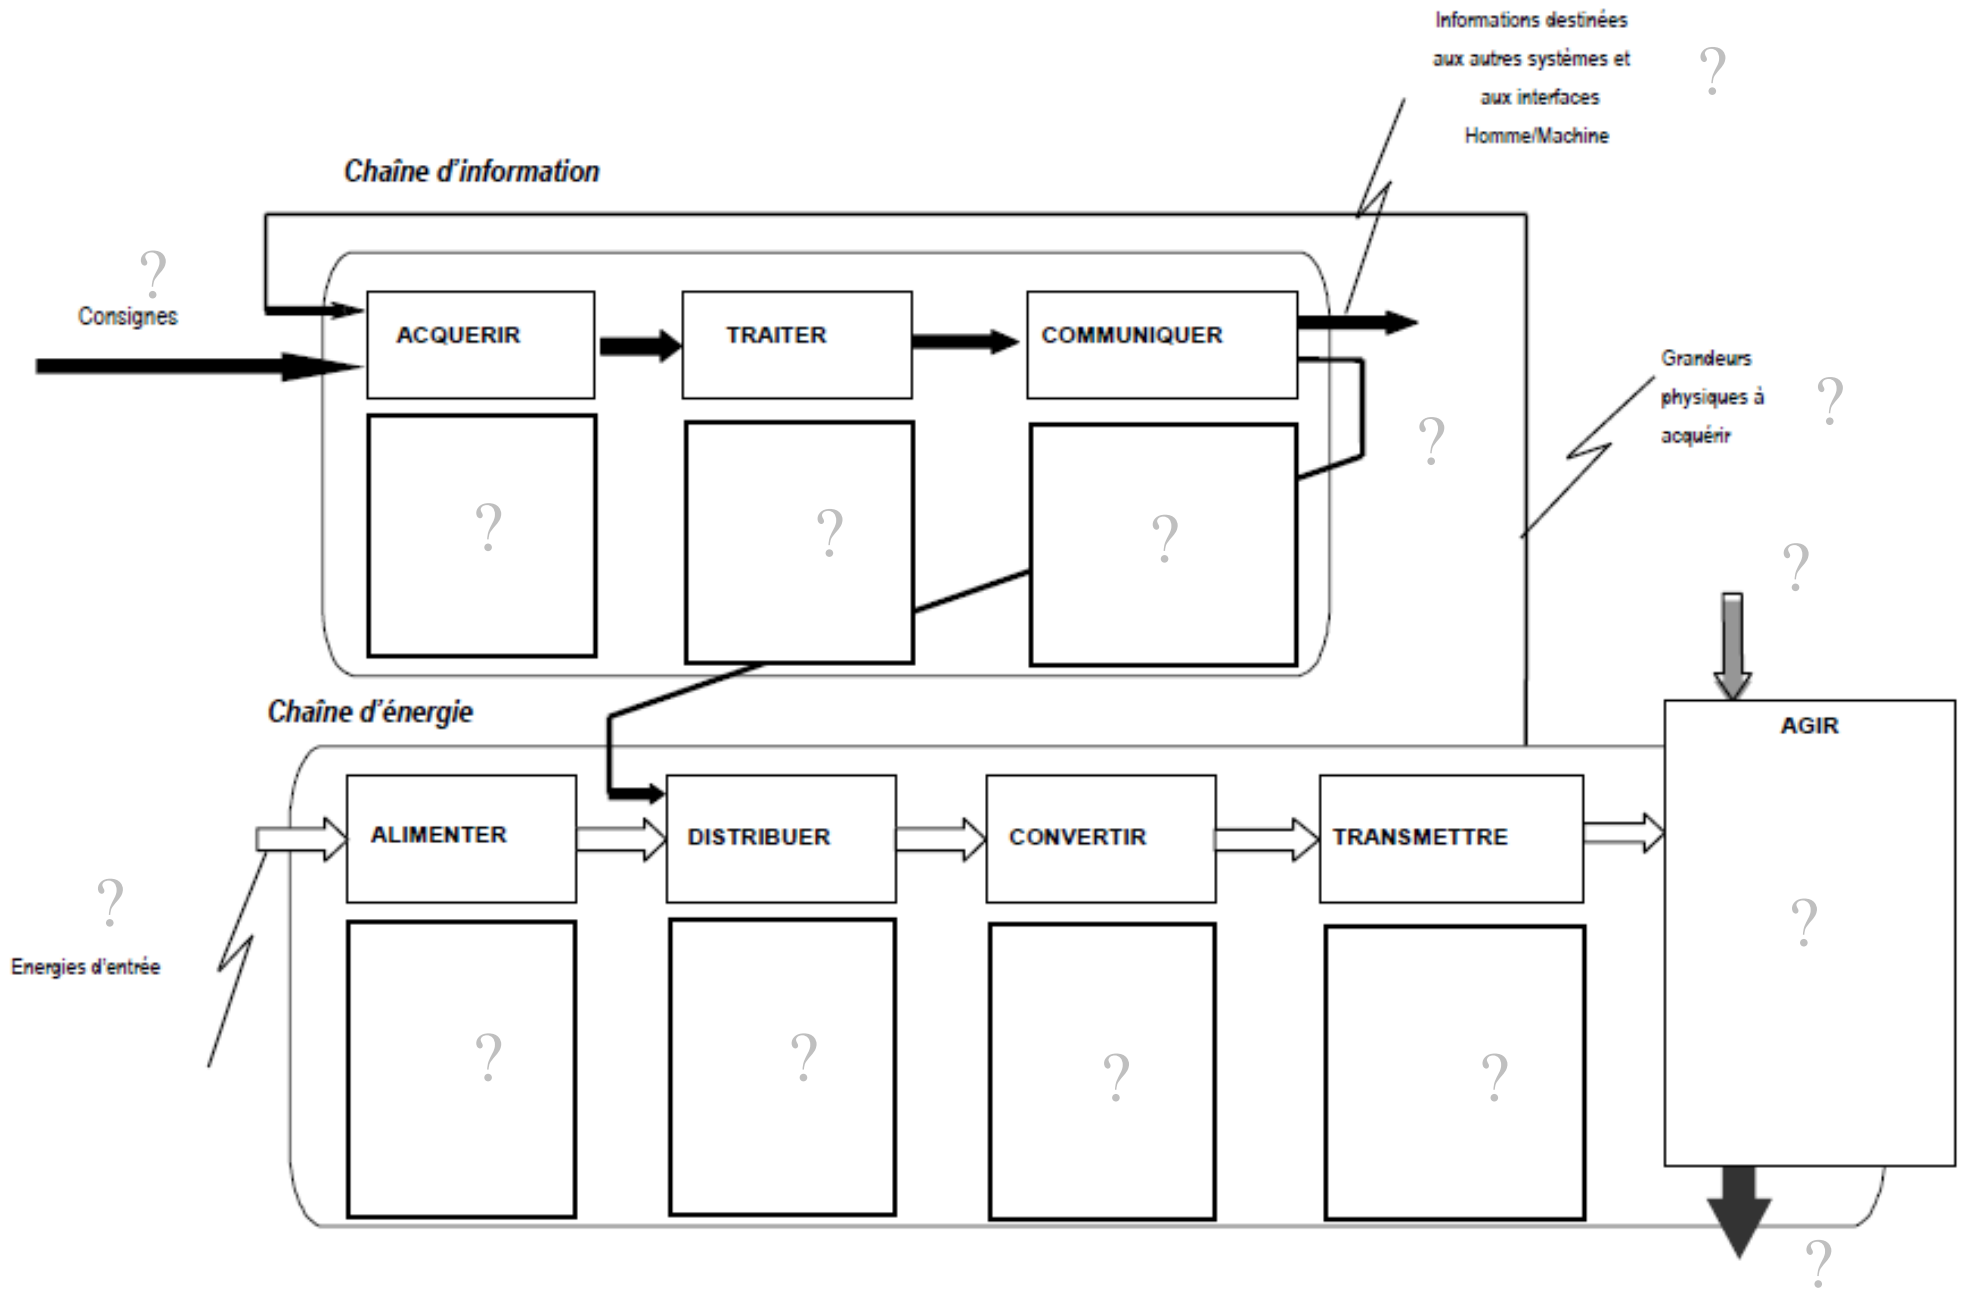 Informations destinées
aux autres systèmes et
aux interfaces
Homme/Machine
?
Chaîne d'information
?
Consignes
ACQUERIR
TRAITER
COMMUNIQUER
Grandeurs
physiques à
acquérir
?
?
?
?
?
?
Chaîne d'énergie
AGIR
ALIMENTER
DISTRIBUER
CONVERTIR
TRANSMETTRE
?
?
Energies d'entrée
?
?
?
?
?